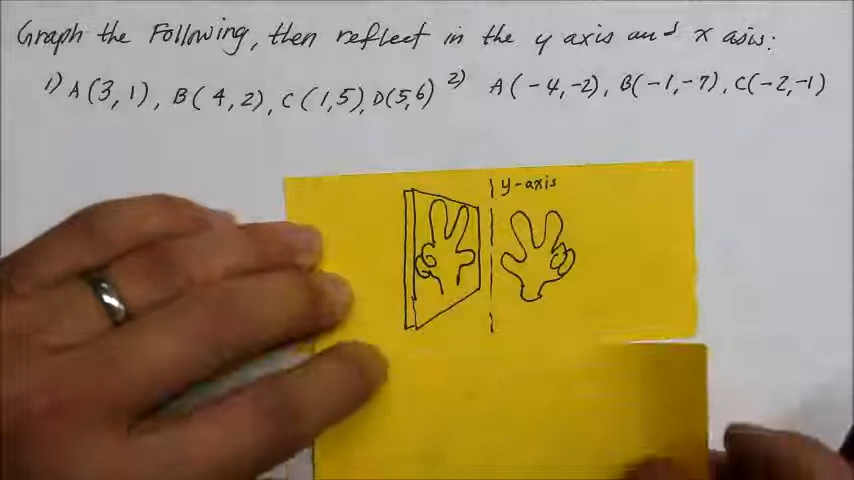 Graph the Following, then reflect in the y axis and x axis:
1) A(3, 1), B(4, 2), C(1,5), D(5,6) 2) A(-4,-2), B(-1,-7), C(-2,-1)
y-axis